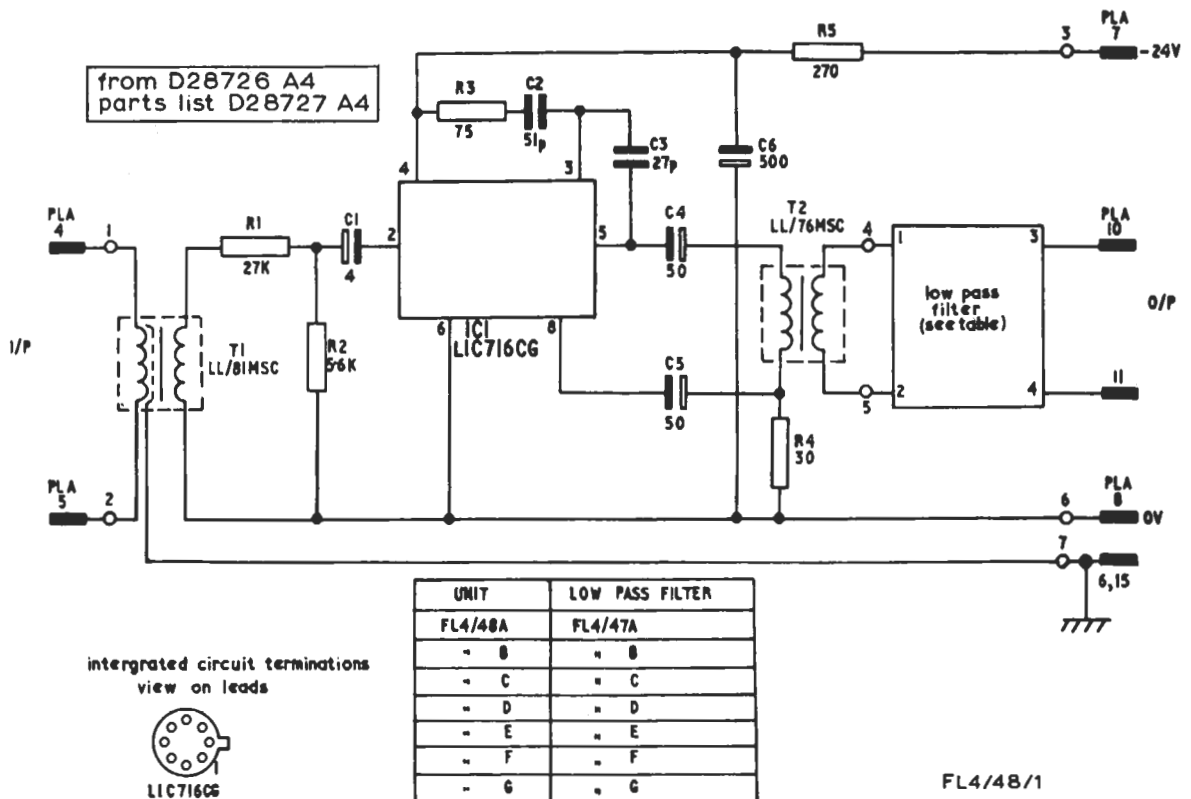 from D28726 A4
parts list D28727 A4
R5
270
3
PLA
7
-24V
R3
75
C2
51p
C3
27p
C6
500
4
3
PLA
4
1
R1
27K
C1
4
2
5
C4
50
T2
LL/76MSC
4
1
3
PLA
10
low pass
filter
(see table)
O/P
I/P
T1
LL/81MSC
R2
5·6K
6
IC1
LIC716CG
8
C5
50
5
2
4
11
R4
30
PLA
5
2
6
PLA
8
0V
7
6,15
UNIT LOW PASS FILTER
FL4/48A FL4/47A
" B " B
" C " C
" D " D
" E " E
" F " F
" G " G
intergrated circuit terminations
view on leads
1
LIC716CG
FL4/48/1